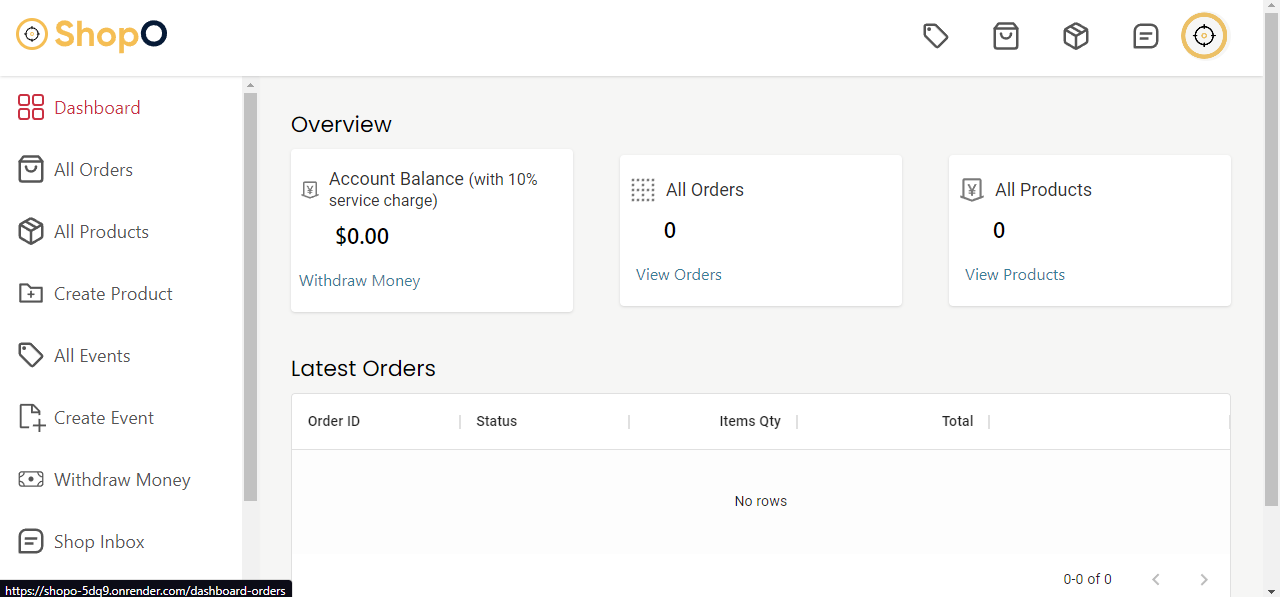 ShopO
Dashboard
All Orders
All Products
Create Product
All Events
Create Event
Withdraw Money
Shop Inbox
Overview
Account Balance (with 10%
service charge)
$0.00
Withdraw Money
All Orders
0
View Orders
All Products
0
View Products
Latest Orders
Order ID
Status
Items Qty
Total
No rows
0-0 of 0
https://shopo-5dq9.onrender.com/dashboard-orders